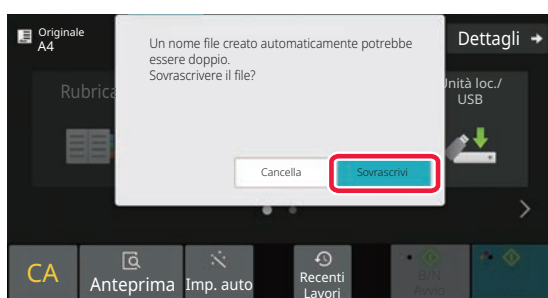 Originale
A4
Un nome file creato automaticamente potrebbe
essere doppio.
Sovrascrivere il file?
Dettagli
Rubrica
Unità loc./
USB
Cancella
Sovrascrivi
CA
Anteprima
Imp. auto
Recenti
Lavori
B/N
Avvio